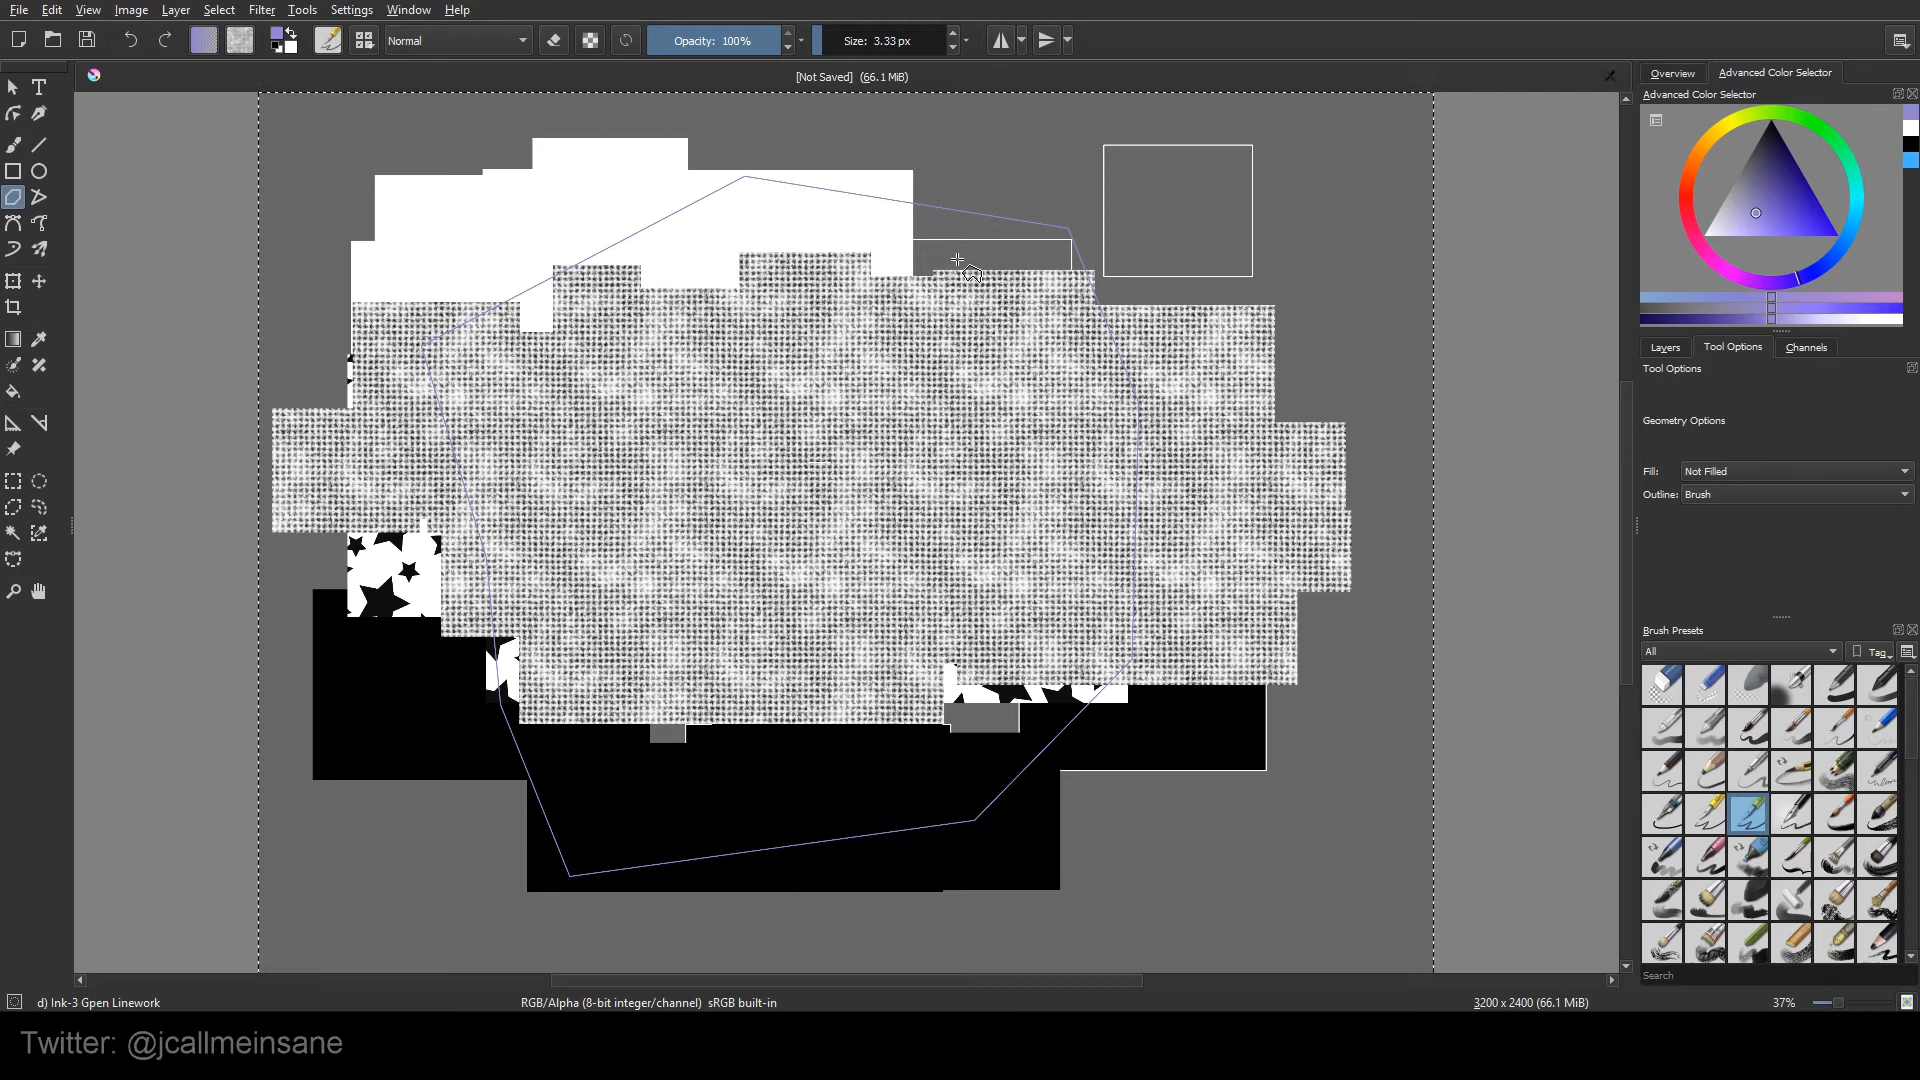 File Edit View Image Layer Select Filter Tools Settings Window Help
Normal
Opacity: 100%
Size: 3.33 px
[Not Saved] (66.1 MiB)
Overview
Advanced Color Selector
Advanced Color Selector
Layers
Tool Options
Channels
Tool Options
Geometry Options
Fill: Not Filled
Outline: Brush
Brush Presets
All
Tag
Search
d) Ink-3 Gpen Linework
RGB/Alpha (8-bit integer/channel) sRGB built-in
3200 x 2400 (66.1 MiB)
37%
Twitter: @jcallmeinsane